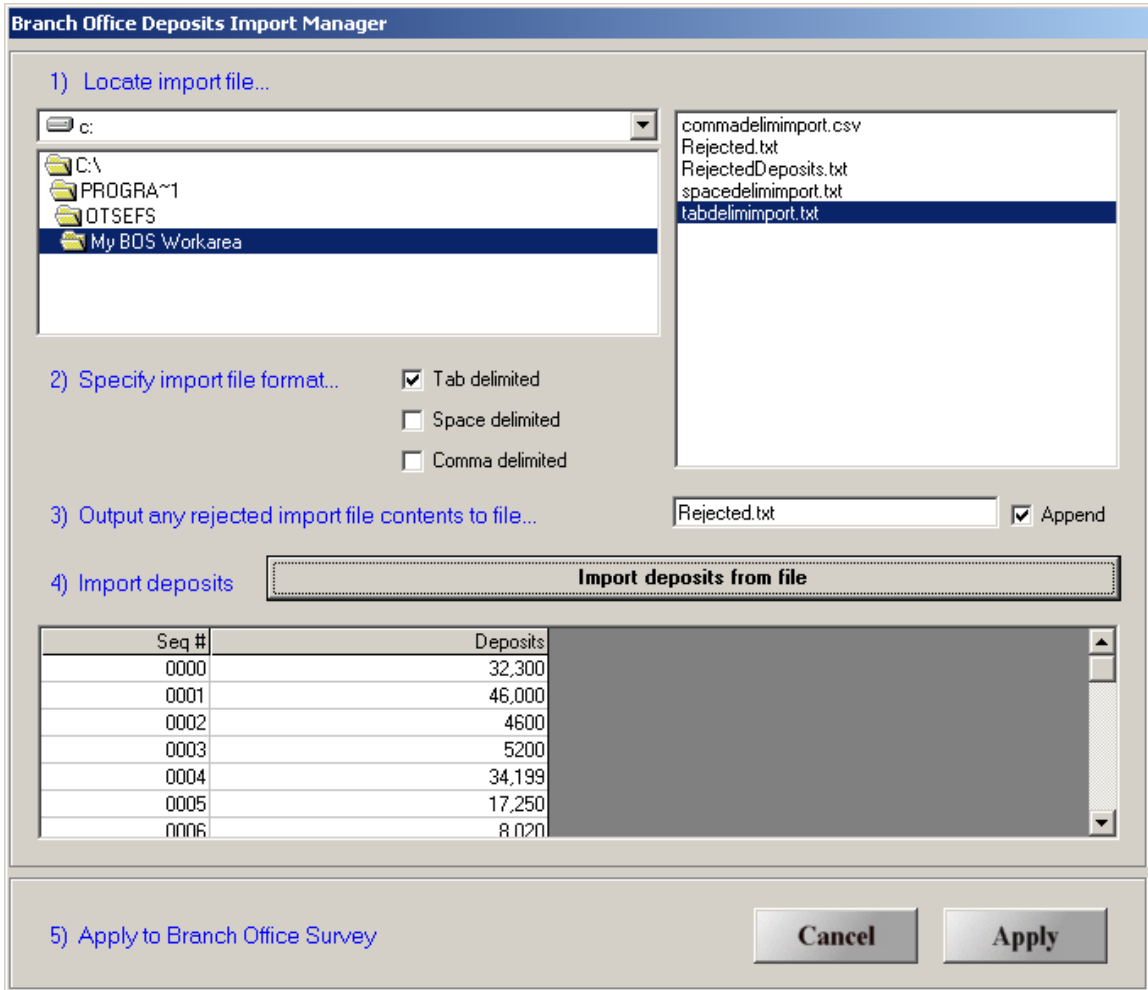 Branch Office Deposits Import Manager
1) Locate import file...
c:
C:\
PROGRA~1
OTSEFS
My BOS Workarea
commadelimimport.csv
Rejected.txt
RejectedDeposits.txt
spacedelimimport.txt
tabdelimimport.txt
2) Specify import file format...
Tab delimited
Space delimited
Comma delimited
3) Output any rejected import file contents to file...
Rejected.txt
Append
4) Import deposits
Import deposits from file
Seq # Deposits
0000 32,300
0001 46,000
0002 4600
0003 5200
0004 34,199
0005 17,250
0006 8,020
5) Apply to Branch Office Survey
Cancel
Apply